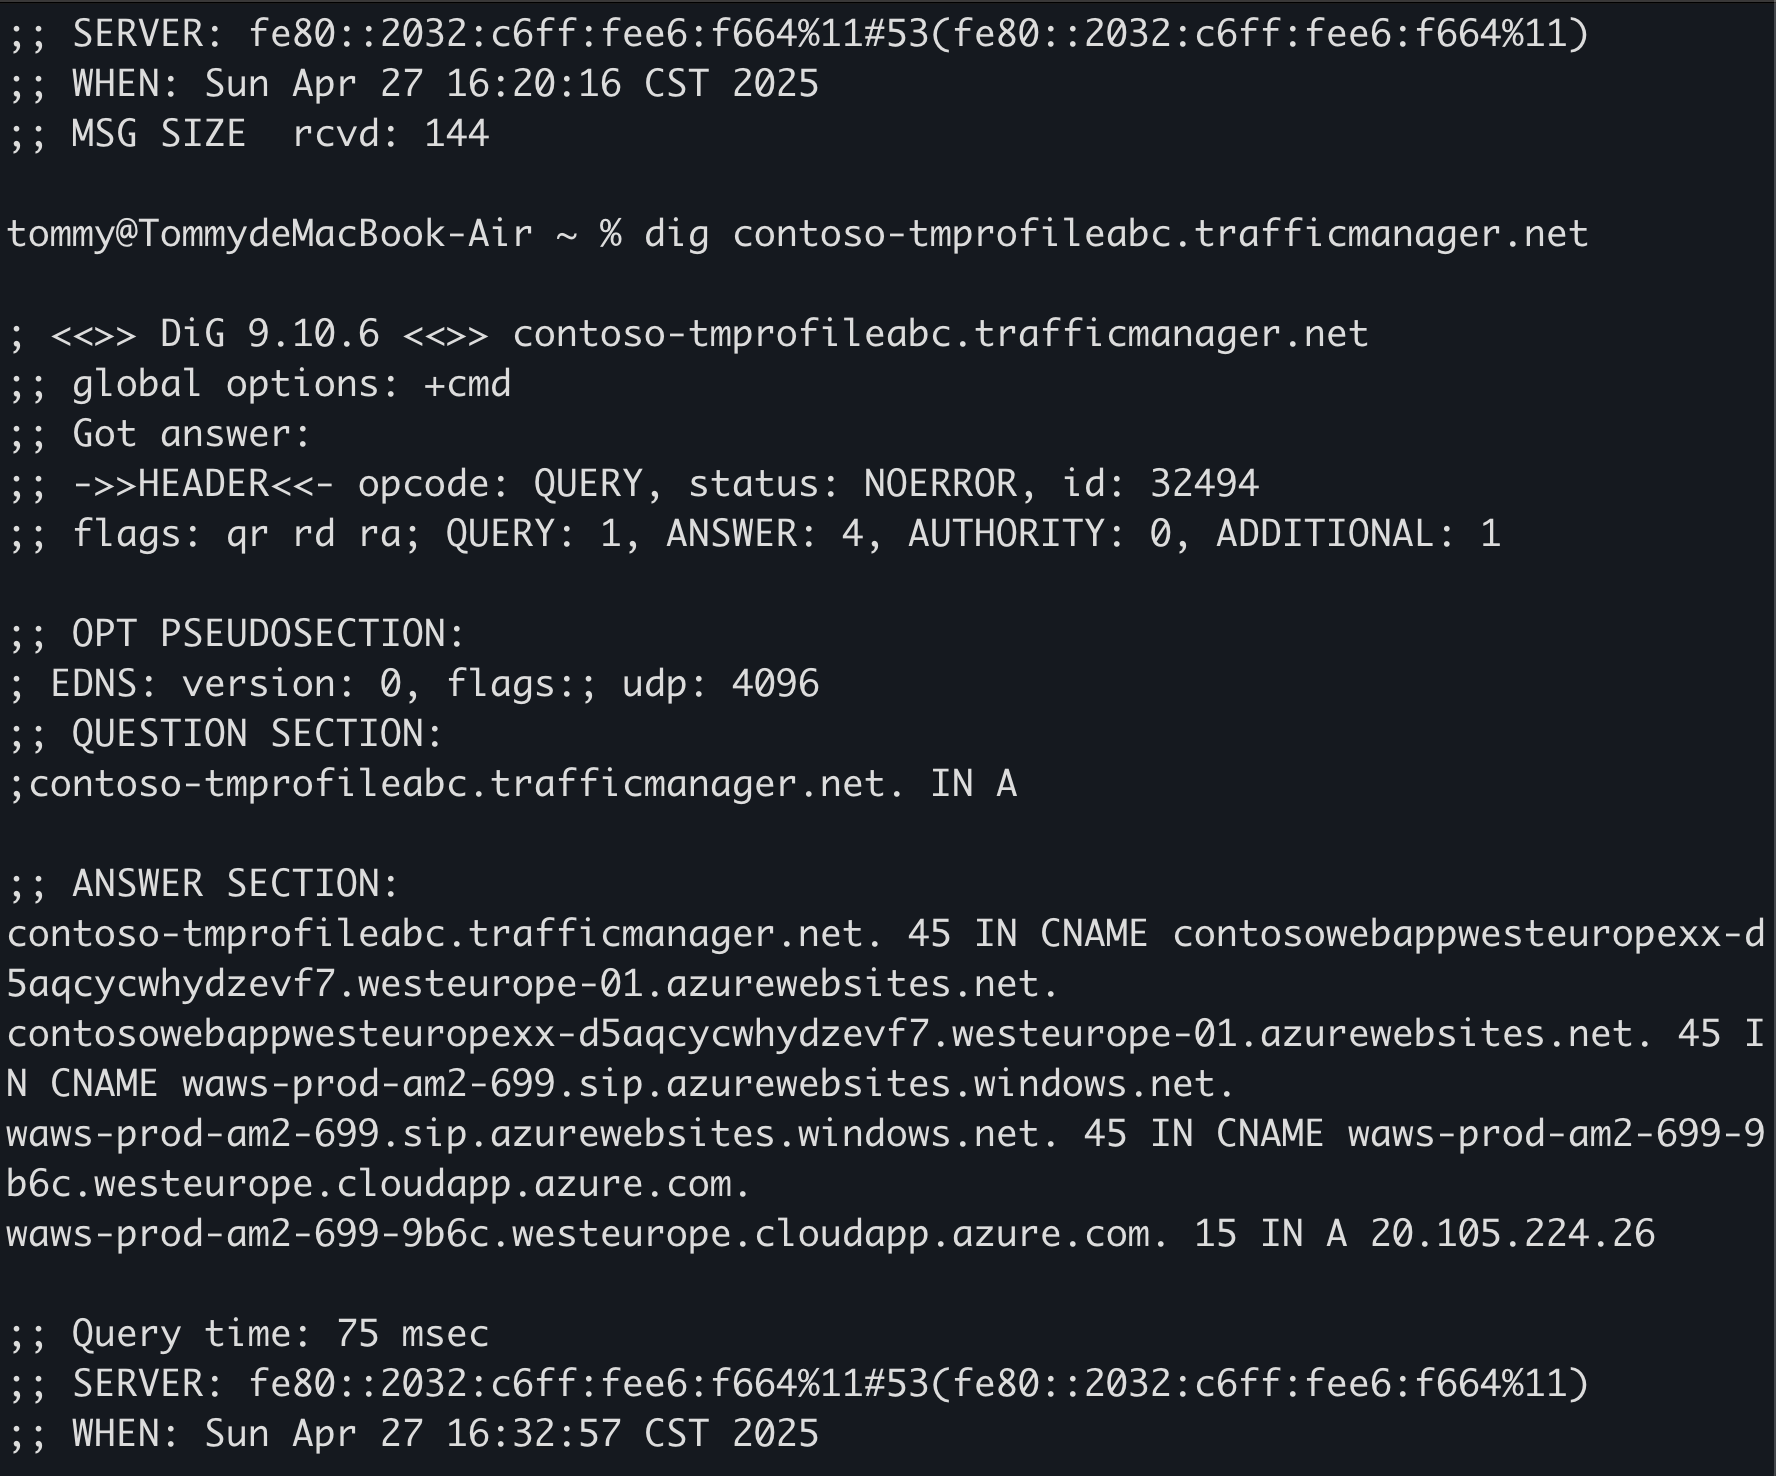 ;; SERVER: fe80::2032:c6ff:fee6:f664%11#53(fe80::2032:c6ff:fee6:f664%11)
;; WHEN: Sun Apr 27 16:20:16 CST 2025
;; MSG SIZE  rcvd: 144
tommy@TommydeMacBook-Air ~ % dig contoso-tmprofileabc.trafficmanager.net
; <<>> DiG 9.10.6 <<>> contoso-tmprofileabc.trafficmanager.net
;; global options: +cmd
;; Got answer:
;; ->>HEADER<<- opcode: QUERY, status: NOERROR, id: 32494
;; flags: qr rd ra; QUERY: 1, ANSWER: 4, AUTHORITY: 0, ADDITIONAL: 1
;; OPT PSEUDOSECTION:
; EDNS: version: 0, flags:; udp: 4096
;; QUESTION SECTION:
;contoso-tmprofileabc.trafficmanager.net. IN A
;; ANSWER SECTION:
contoso-tmprofileabc.trafficmanager.net. 45 IN CNAME contosowebappwesteuropexx-d
5aqcycwhydzevf7.westeurope-01.azurewebsites.net.
contosowebappwesteuropexx-d5aqcycwhydzevf7.westeurope-01.azurewebsites.net. 45 I
N CNAME waws-prod-am2-699.sip.azurewebsites.windows.net.
waws-prod-am2-699.sip.azurewebsites.windows.net. 45 IN CNAME waws-prod-am2-699-9
b6c.westeurope.cloudapp.azure.com.
waws-prod-am2-699-9b6c.westeurope.cloudapp.azure.com. 15 IN A 20.105.224.26
;; Query time: 75 msec
;; SERVER: fe80::2032:c6ff:fee6:f664%11#53(fe80::2032:c6ff:fee6:f664%11)
;; WHEN: Sun Apr 27 16:32:57 CST 2025